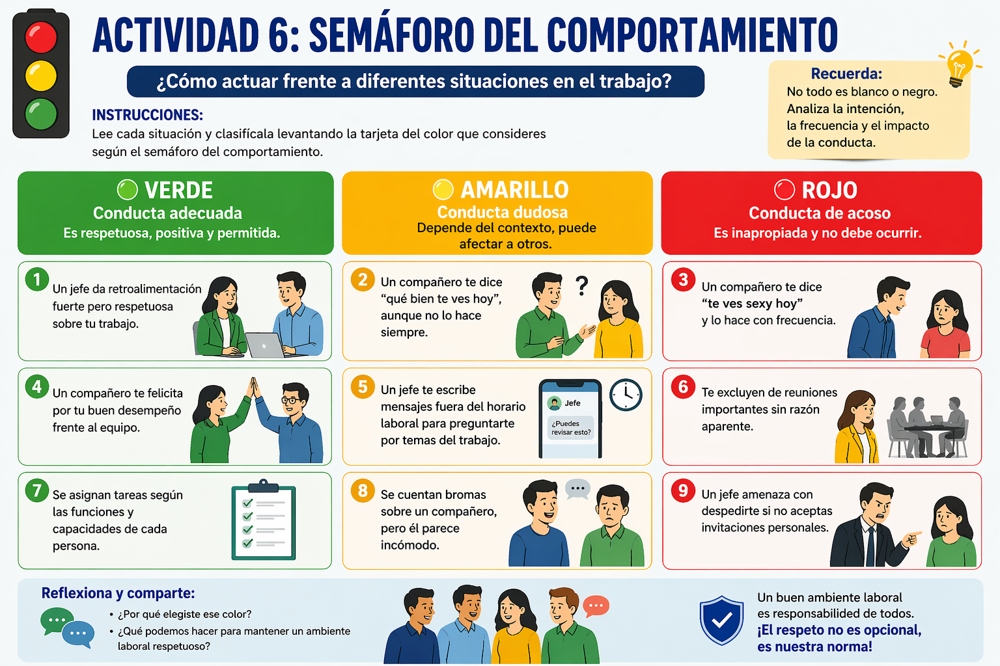 ACTIVIDAD 6: SEMÁFORO DEL COMPORTAMIENTO
¿Cómo actuar frente a diferentes situaciones en el trabajo?
INSTRUCCIONES:
Lee cada situación y clasifícala levantando la tarjeta del color que consideres
según el semáforo del comportamiento.
Recuerda:
No todo es blanco o negro.
Analiza la intención,
la frecuencia y el impacto
de la conducta.
VERDE
Conducta adecuada
Es respetuosa, positiva y permitida.
AMARILLO
Conducta dudosa
Depende del contexto, puede
afectar a otros.
ROJO
Conducta de acoso
Es inapropiada y no debe ocurrir.
1
Un jefe da retroalimentación
fuerte pero respetuosa
sobre tu trabajo.
2
Un compañero te dice
“qué bien te ves hoy”,
aunque no lo hace
siempre.
?
3
Un compañero te dice
“te ves sexy hoy”
y lo hace con frecuencia.
4
Un compañero te felicita
por tu buen desempeño
frente al equipo.
5
Un jefe te escribe
mensajes fuera del horario
laboral para preguntarte
por temas del trabajo.
Jefe
¿Puedes
revisar esto?
6
Te excluyen de reuniones
importantes sin razón
aparente.
7
Se asignan tareas según
las funciones y
capacidades de cada
persona.
8
Se cuentan bromas
sobre un compañero,
pero él parece
incómodo.
9
Un jefe amenaza con
despedirte si no aceptas
invitaciones personales.
Reflexiona y comparte:
• ¿Por qué elegiste ese color?
• ¿Qué podemos hacer para mantener un ambiente
laboral respetuoso?
Un buen ambiente laboral
es responsabilided de todos.
¡El respeto no es opcional,
es nuestra norma!